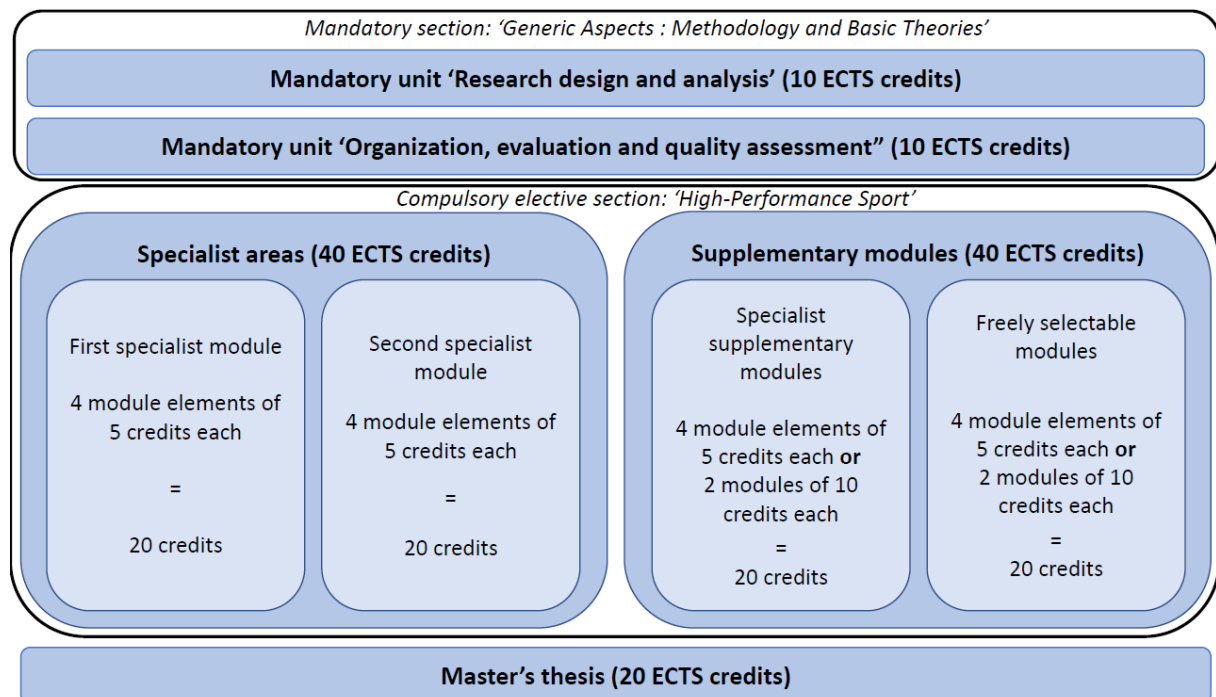 Mandatory section: ‘Generic Aspects : Methodology and Basic Theories’
Mandatory unit ‘Research design and analysis’ (10 ECTS credits)
Mandatory unit ‘Organization, evaluation and quality assessment” (10 ECTS credits)
Compulsory elective section: ‘High-Performance Sport’
Specialist areas (40 ECTS credits)
First specialist module
4 module elements of
5 credits each
=
20 credits
Second specialist
module
4 module elements of
5 credits each
=
20 credits
Supplementary modules (40 ECTS credits)
Specialist
supplementary
modules
4 module elements of
5 credits each or
2 modules of 10
credits each
=
20 credits
Freely selectable
modules
4 module elements of
5 credits each or
2 modules of 10
credits each
=
20 credits
Master’s thesis (20 ECTS credits)